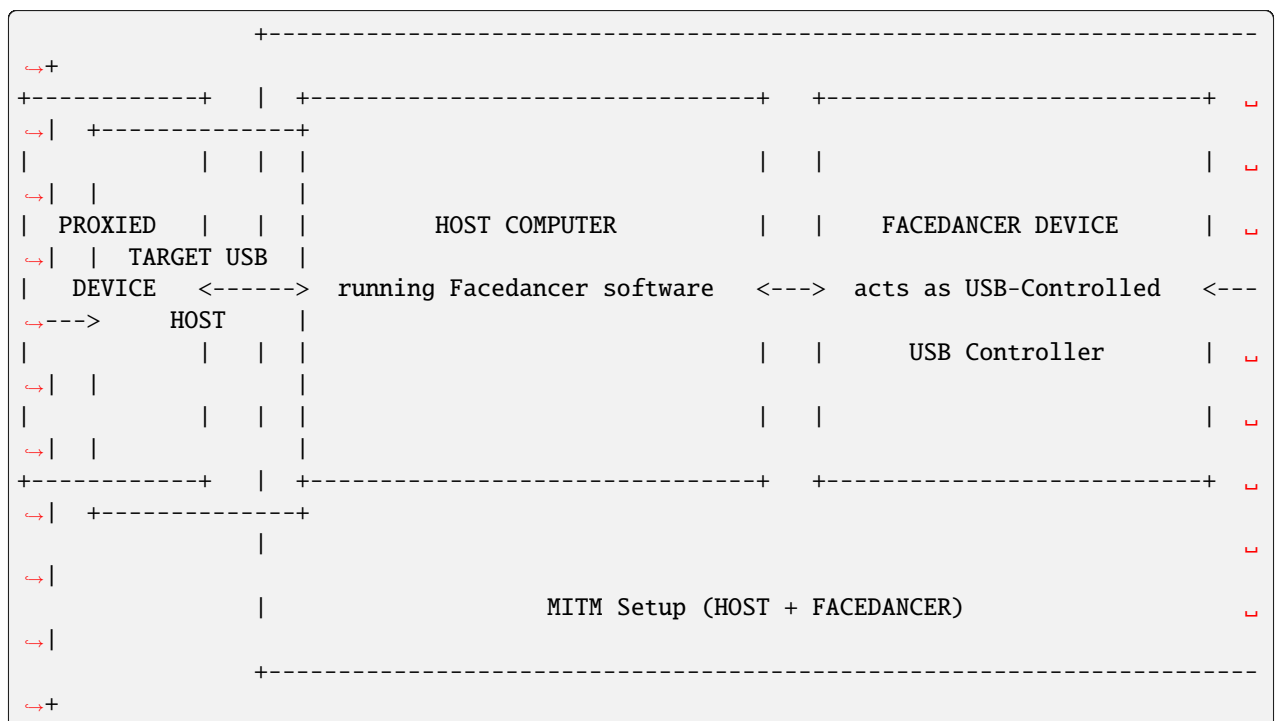 +-----------------------------------------------------------------------
↪+
+------------+   |  +--------------------------------+   +---------------------------+  ␣
↪|  +--------------+
|            |   |  |                                |   |                           |  ␣
↪|  |              |
|  PROXIED   |   |  |         HOST COMPUTER          |   |     FACEDANCER DEVICE     |  ␣
↪|  |  TARGET USB  |
|   DEVICE   <------>  running Facedancer software   <--->  acts as USB-Controlled   <---
↪---->     HOST     |
|            |   |  |                                |   |      USB Controller       |  ␣
↪|  |              |
|            |   |  |                                |   |                           |  ␣
↪|  |              |
+------------+   |  +--------------------------------+   +---------------------------+  ␣
↪|  +--------------+
                 |                                                                      ␣
↪|
                 |                    MITM Setup (HOST + FACEDANCER)                    ␣
↪|
                 +-----------------------------------------------------------------------
↪+